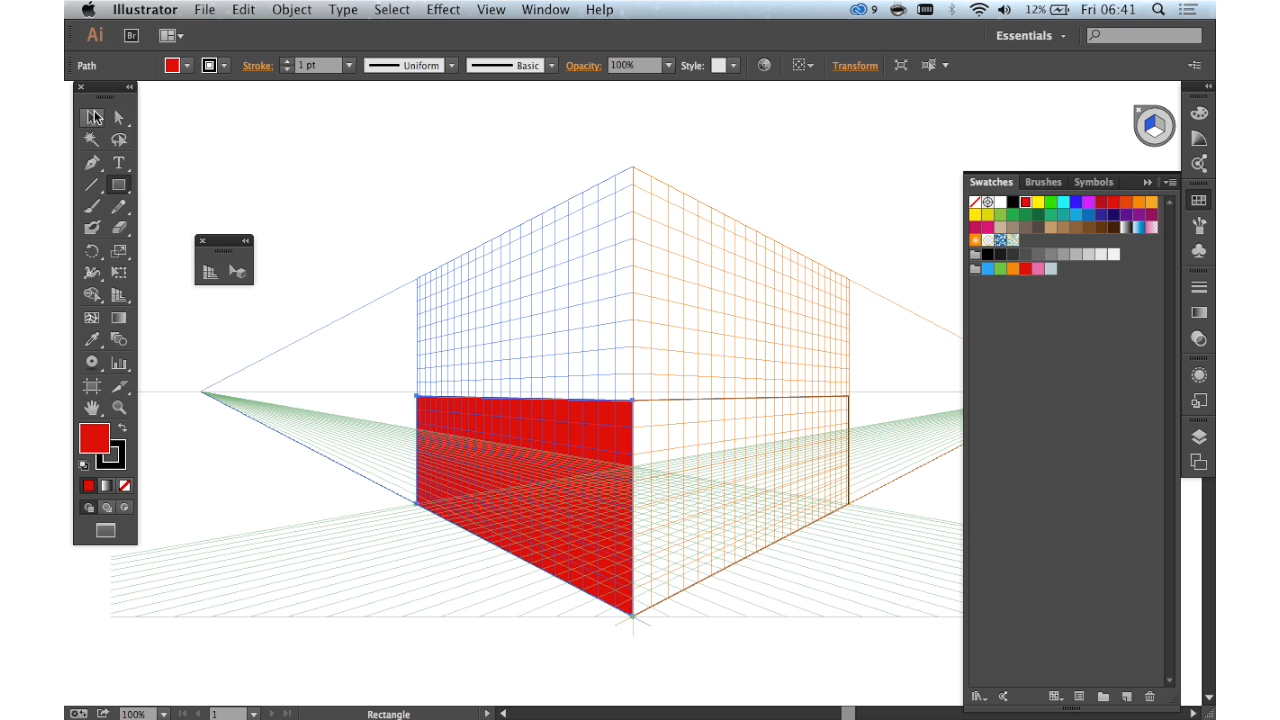 Illustrator File Edit Object Type Select Effect View Window Help 9 12% Fri 06:41
Ai Br Essentials
Path Stroke: 1 pt Uniform Basic Opacity: 100% Style: Transform
Swatches Brushes Symbols
T
100% 1 Rectangle